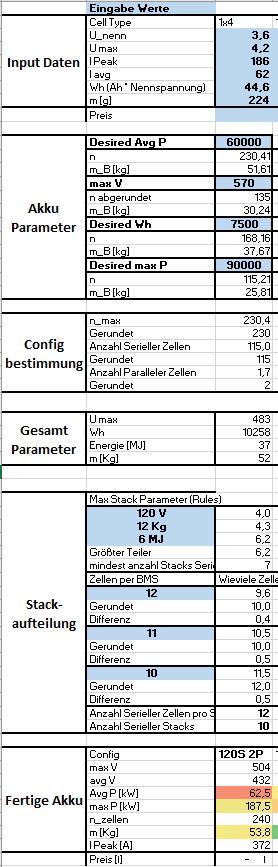 Eingabe Werte
Input Daten
Cell Type 1x4
U_nenn 3,6
U max 4,2
I Peak 186
I avg 62
Wh (Ah * Nennspannung) 44,6
m [g] 224
Preis
Akku Parameter
Desired Avg P 60000
n 230,41
m_B [kg] 51,61
max V 570
n abgerundet 135
m_B [kg] 30,24
Desired Wh 7500
n 168,16
m_B [kg] 37,67
Desired max P 90000
n 115,21
m_B [kg] 25,81
Config bestimmung
n_max 230,4
Gerundet 230
Anzahl Serieller Zellen 115,0
Gerundet 115
Anzahl Paralleler Zellen 1,7
Gerundet 2
Gesamt Parameter
U max 483
Wh 10258
Energie [MJ] 37
m [Kg] 52
Stack-aufteilung
Max Stack Parameter (Rules)
120 V 4,0
12 Kg 4,3
6 MJ 6,2
Größter Teiler 6,2
mindest anzahl Stacks Seri 7
Zellen per BMS Wieviele Zelle
12 9,6
Gerundet 10,0
Differenz 0,4
11 10,5
Gerundet 10,0
Differenz 0,5
10 11,5
Gerundet 12,0
Differenz 0,5
Anzahl Serieller Zellen pro S 12
Anzahl Serieller Stacks 10
Fertige Akku
Config 120S 2P
max V 504
avg V 432
Avg P [kW] 62,5
max P [kW] 187,5
n_zellen 240
m [Kg] 53,8
I Peak [A] 372
Preis [] -